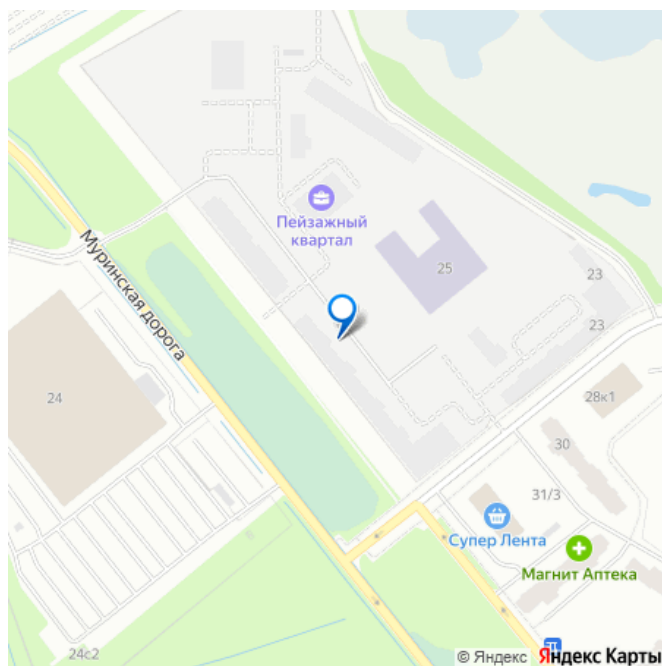 Пейзажный
квартал
25
23
23
Муринская дорога
24
28к1
30
31/3
Супер Лента
Магнит Аптека
24с2
© Яндекс Яндекс Карты